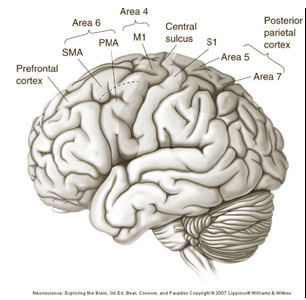 Area 4
Area 6
Central
sulcus
Posterior
parietal
cortex
PMA
M1
S1
SMA
Area 5
Prefrontal
cortex
Area 7
Neuroscience: Exploring the Brain, 3rd Ed, Bear, Connors, and Paradiso Copyright © 2007 Lippincott Williams & Wilkins